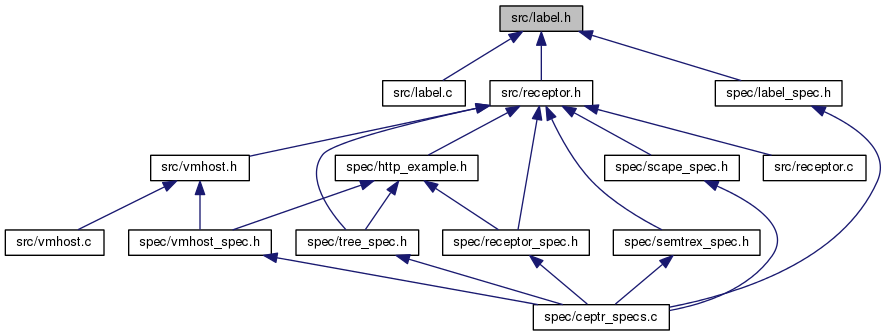 src/label.h
src/label.c
src/receptor.h
spec/label_spec.h
src/vmhost.h
spec/http_example.h
spec/scape_spec.h
src/receptor.c
src/vmhost.c
spec/vmhost_spec.h
spec/tree_spec.h
spec/receptor_spec.h
spec/semtrex_spec.h
spec/ceptr_specs.c